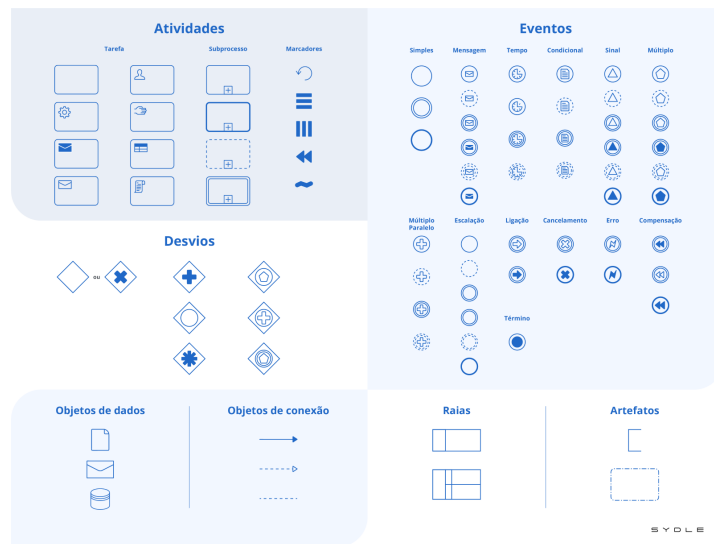 Atividades
Tarefa
Subprocesso
Marcadores
Eventos
Simples
Mensagem
Tempo
Condicional
Sinal
Múltiplo
Múltiplo
Paralelo
Escalação
Ligação
Cancelamento
Erro
Compensação
Término
Desvios
ou
Objetos de dados
Objetos de conexão
Raias
Artefatos
SYDLE